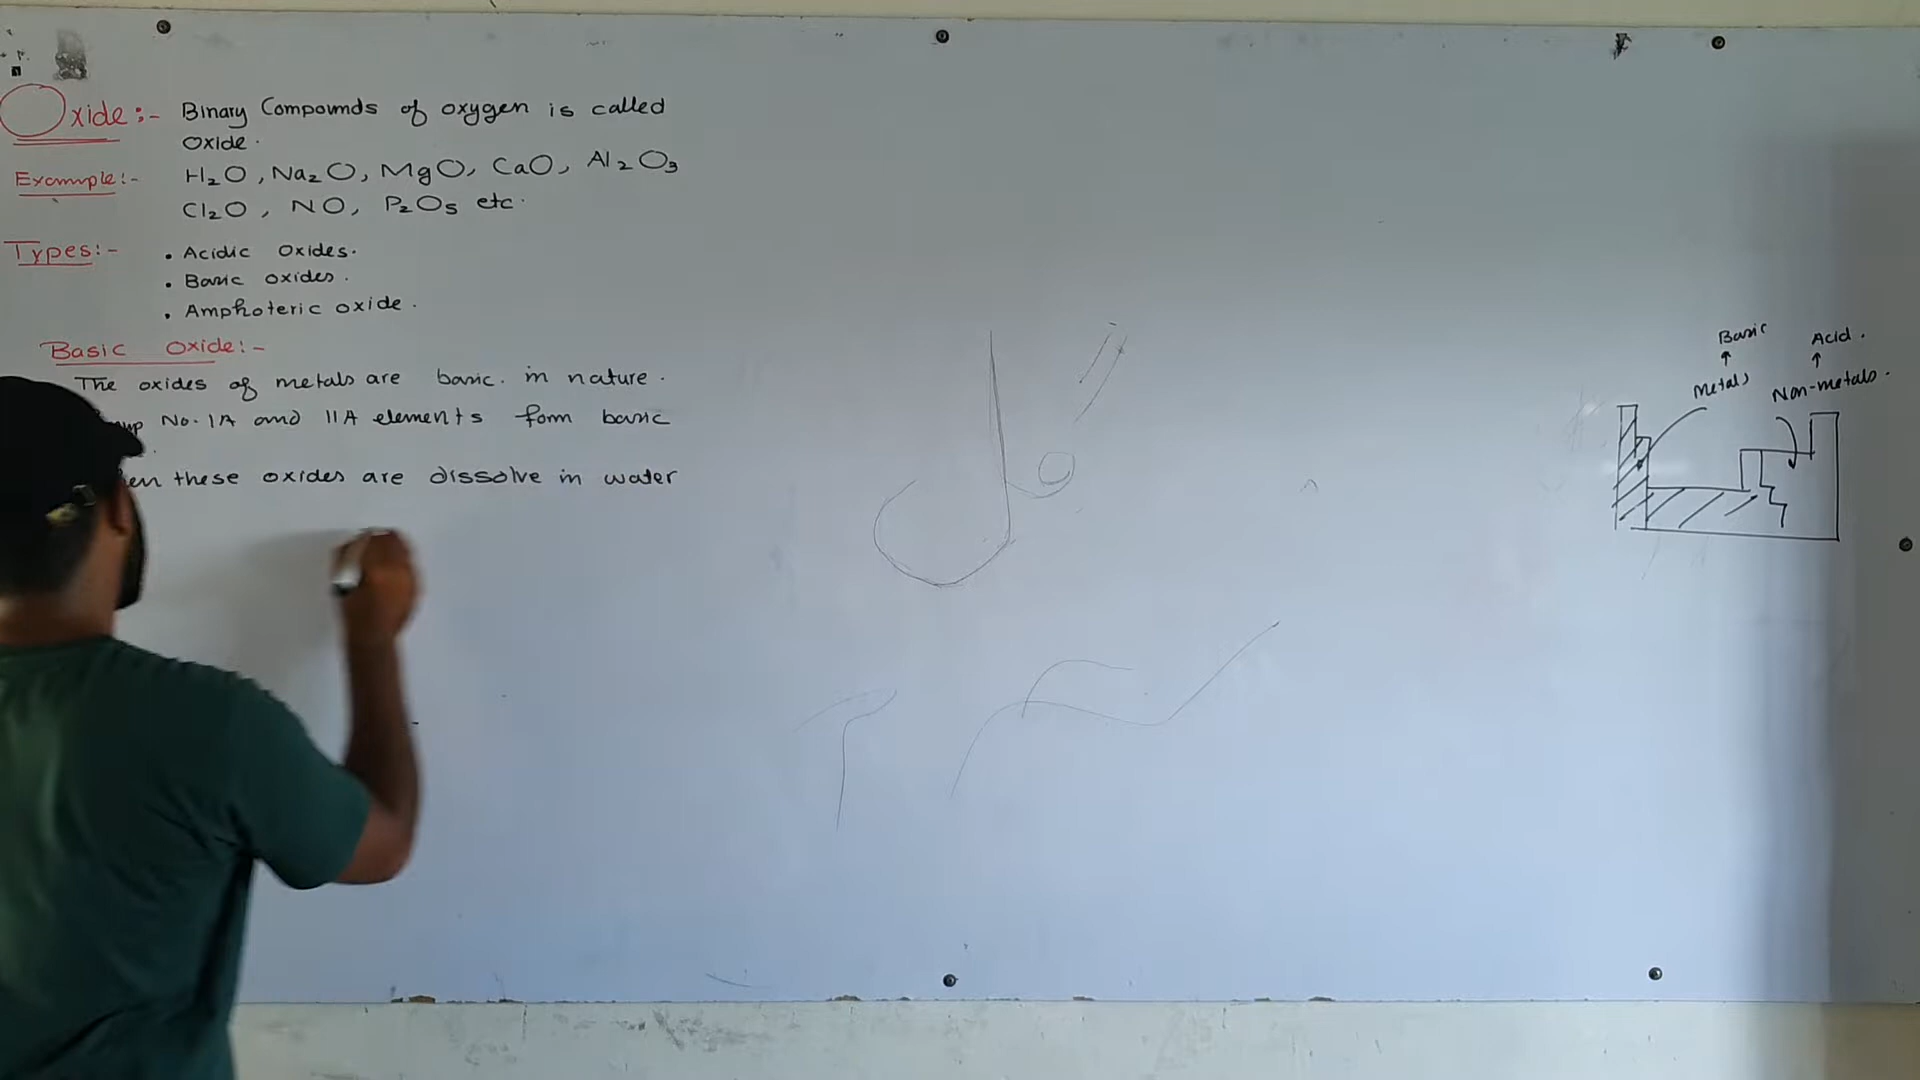 Oxide:- Binary Compounds of oxygen is called
Oxide.
Example:- H₂O, Na₂O, MgO, CaO, Al₂O₃
Cl₂O, NO, P₂O₅ etc.
Types:- • Acidic Oxides.
• Basic oxides.
• Amphoteric oxide.
Basic Oxide:-
The oxides of metals are basic. in nature.
No. IA and IIA elements form basic
these oxides are dissolve in water
Basic
Acid.
Metals
Non-metals.